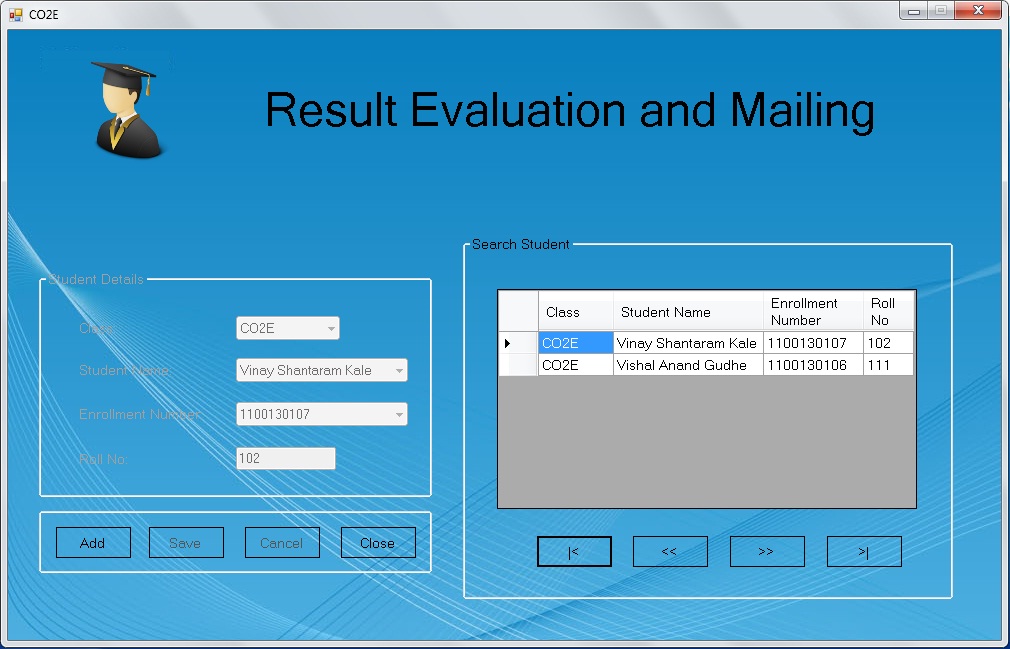 CO2E
Result Evaluation and Mailing
Student Details
Class:
CO2E
Student Name:
Vinay Shantaram Kale
Enrollment Number:
1100130107
Roll No:
102
Add Save Cancel Close
Search Student
Class Student Name Enrollment Number Roll No
CO2E Vinay Shantaram Kale 1100130107 102
CO2E Vishal Anand Gudhe 1100130106 111
|< << >> >|